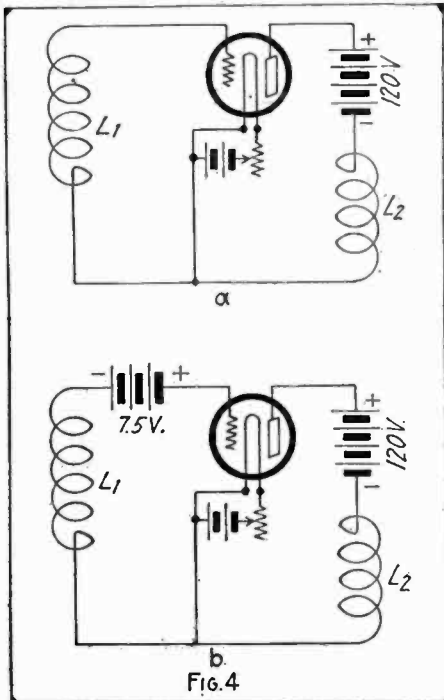 +
120 V
-
L1
L2
a
- +
7.5 V.
+
120 V.
-
L1
L2
b
FIG. 4